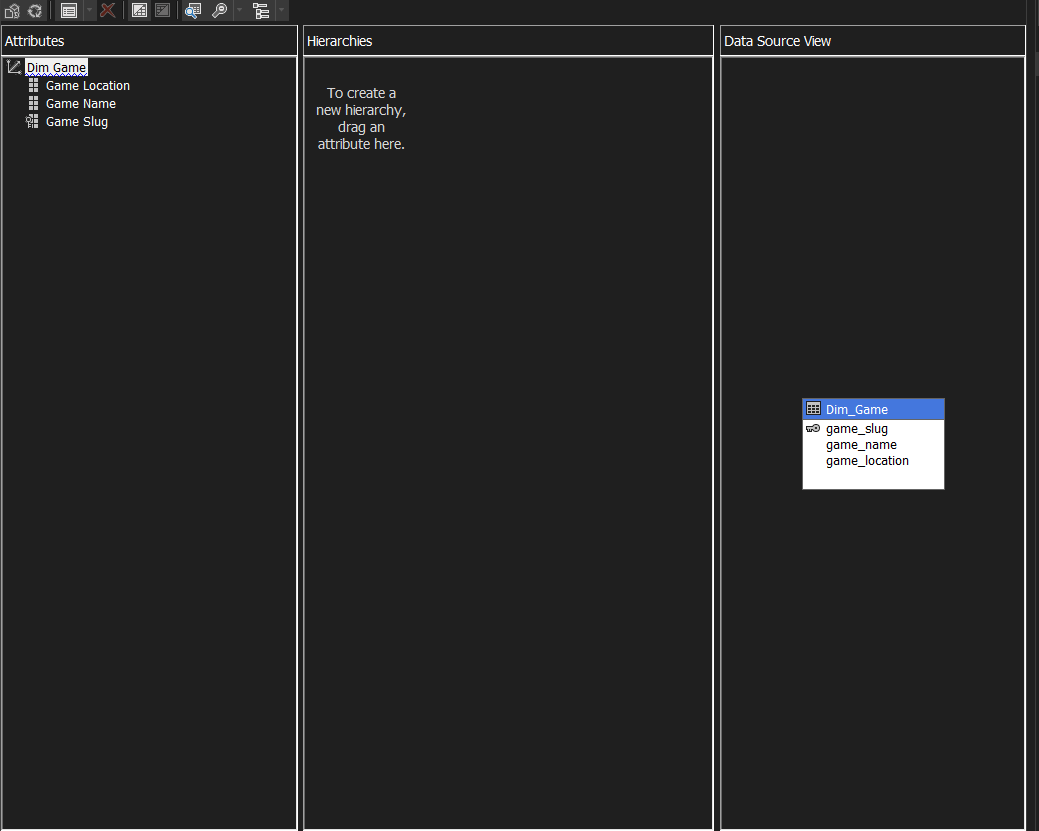 Attributes
Dim Game
Game Location
Game Name
Game Slug
Hierarchies
To create a
new hierarchy,
drag an
attribute here.
Data Source View
Dim_Game
game_slug
game_name
game_location